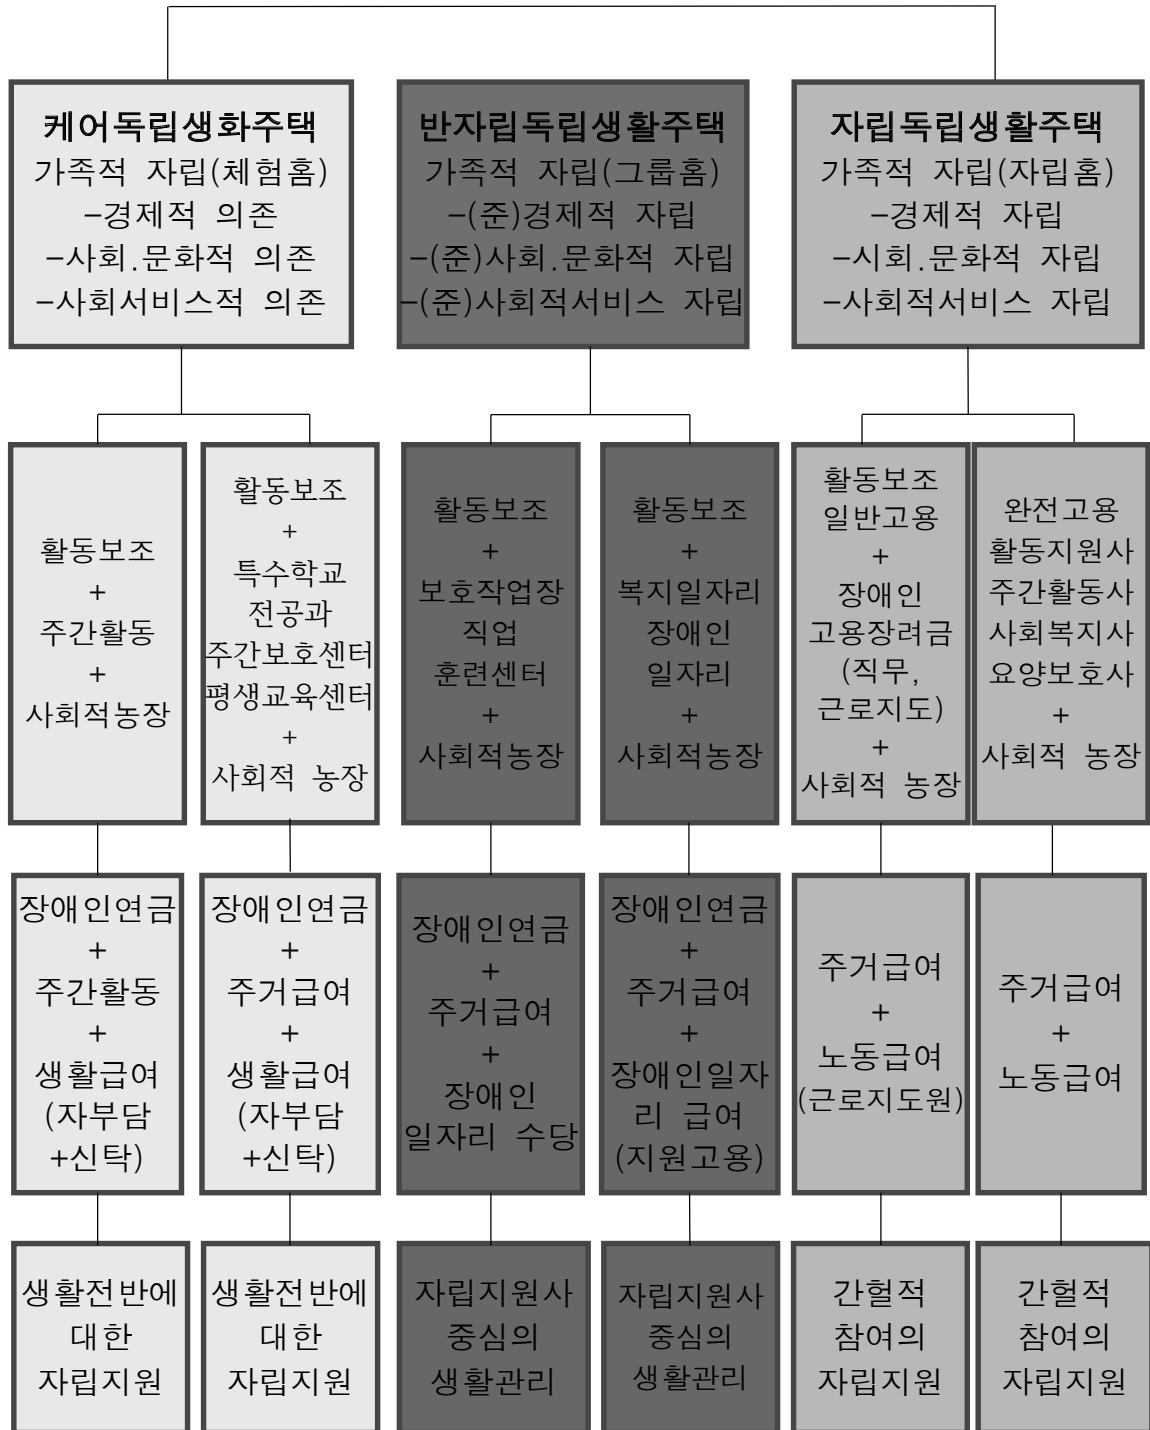 케어독립생화주택
가족적 자립(체험홈)
-경제적 의존
-사회.문화적 의존
-사회서비스적 의존
반자립독립생활주택
가족적 자립(그룹홈)
-(준)경제적 자립
-(준)사회.문화적 자립
-(준)사회적서비스 자립
자립독립생활주택
가족적 자립(자립홈)
-경제적 자립
-시회.문화적 자립
-사회적서비스 자립
활동보조
+
주간활동
+
사회적농장
활동보조
+
특수학교
전공과
주간보호센터
평생교육센터
+
사회적 농장
활동보조
+
보호작업장
직업
훈련센터
+
사회적농장
활동보조
+
복지일자리
장애인
일자리
+
사회적농장
활동보조
일반고용
+
장애인
고용장려금
(직무,
근로지도)
+
사회적 농장
완전고용
활동지원사
주간활동사
사회복지사
요양보호사
+
사회적 농장
장애인연금
+
주간활동
+
생활급여
(자부담
+신탁)
장애인연금
+
주거급여
+
생활급여
(자부담
+신탁)
장애인연금
+
주거급여
+
장애인
일자리 수당
장애인연금
+
주거급여
+
장애인일자
리 급여
(지원고용)
주거급여
+
노동급여
(근로지도원)
주거급여
+
노동급여
생활전반에
대한
자립지원
생활전반에
대한
자립지원
자립지원사
중심의
생활관리
자립지원사
중심의
생활관리
간헐적
참여의
자립지원
간헐적
참여의
자립지원